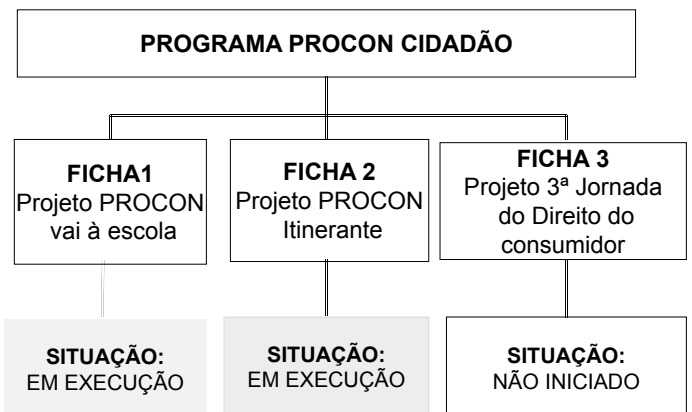 PROGRAMA PROCON CIDADÃO
FICHA1
Projeto PROCON
vai à escola
FICHA 2
Projeto PROCON
Itinerante
FICHA 3
Projeto 3ª Jornada
do Direito do
consumidor
SITUAÇÃO:
EM EXECUÇÃO
SITUAÇÃO:
EM EXECUÇÃO
SITUAÇÃO:
NÃO INICIADO